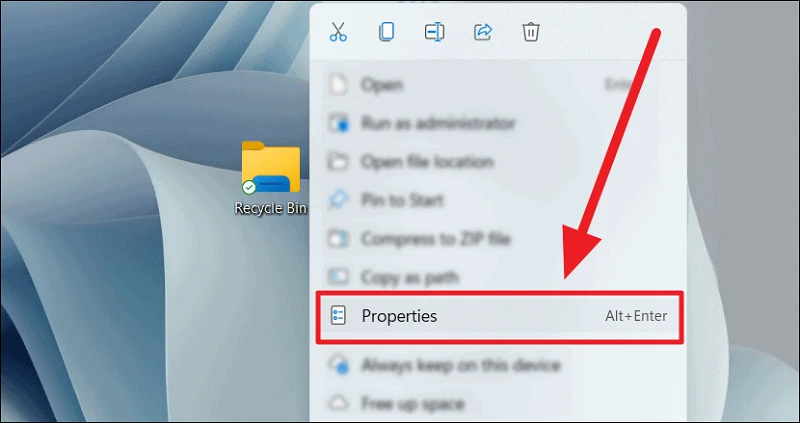 Open
Enter
Run as administrator
Open file location
Recycle Bin
Pin to Start
Compress to ZIP file
Copy as path
Properties Alt+Enter
Always keep on this device
Free up space